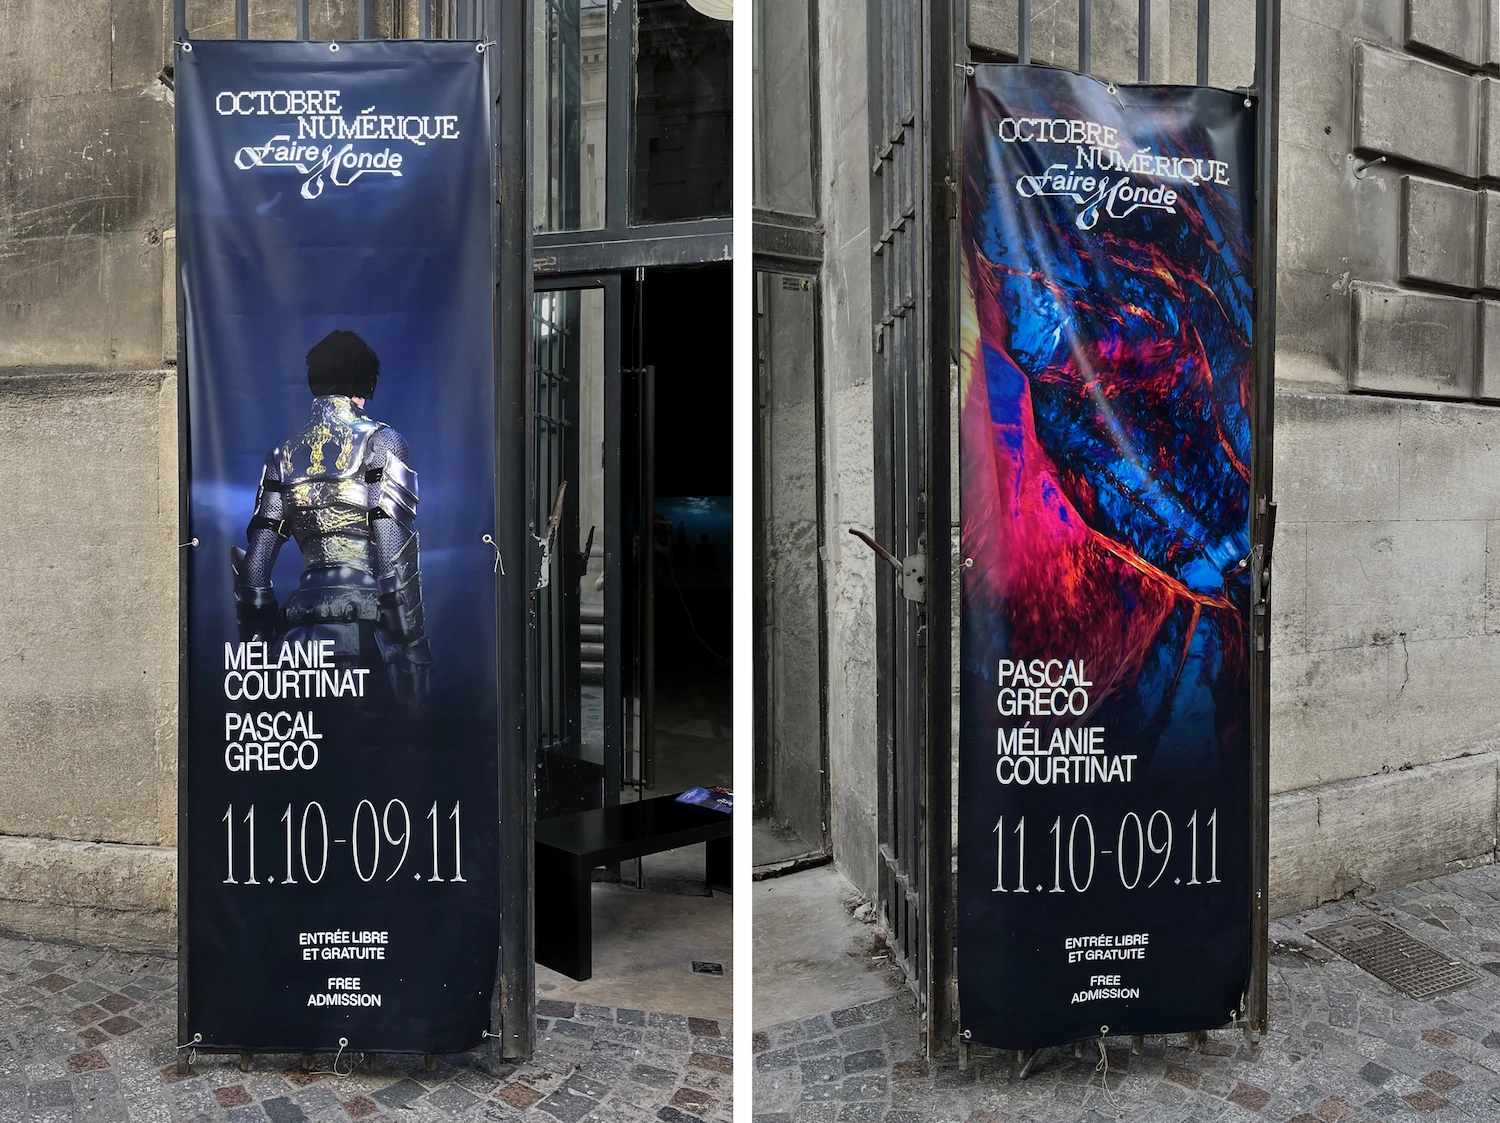 OCTOBRE
NUMÉRIQUE
Faire Monde
MÉLANIE
COURTINAT
PASCAL
GRECO
11.10-09.11
ENTRÉE LIBRE
ET GRATUITE
FREE
ADMISSION
OCTOBRE
NUMÉRIQUE
Faire Monde
PASCAL
GRECO
MÉLANIE
COURTINAT
11.10-09.11
ENTRÉE LIBRE
ET GRATUITE
FREE
ADMISSION